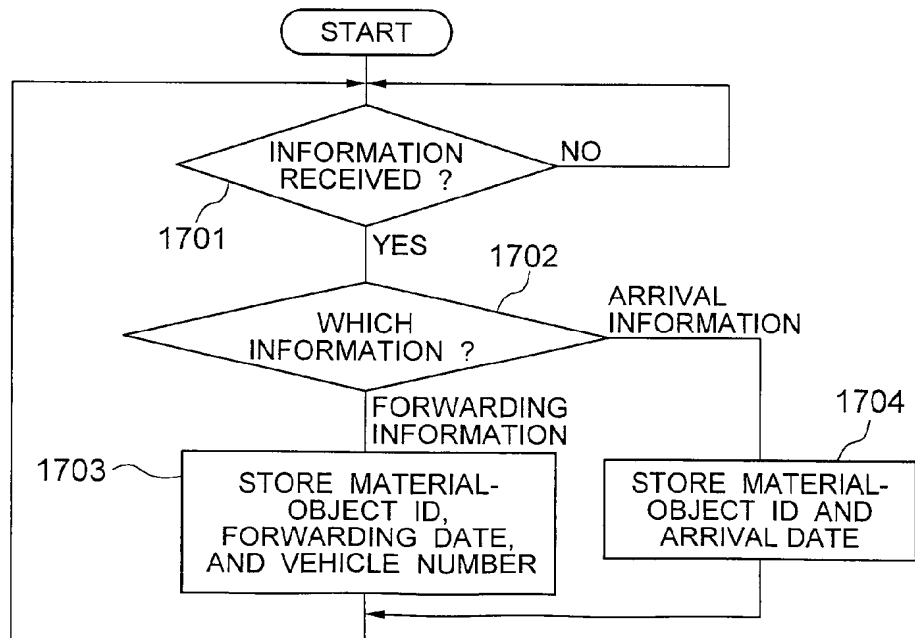 START
INFORMATION
RECEIVED ?
NO
1701
YES
1702
WHICH
INFORMATION ?
ARRIVAL
INFORMATION
FORWARDING
INFORMATION
1703
STORE MATERIAL-
OBJECT ID,
FORWARDING DATE,
AND VEHICLE NUMBER
1704
STORE MATERIAL-
OBJECT ID AND
ARRIVAL DATE